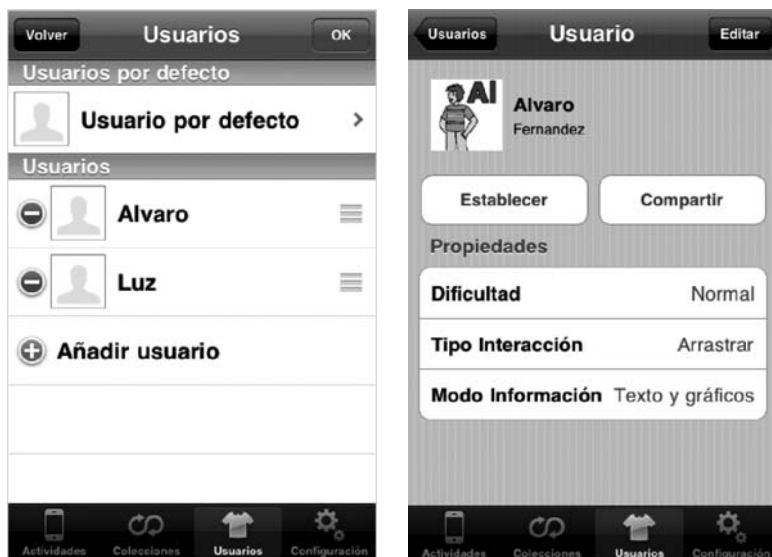 Volver Usuarios OK
Usuarios por defecto
Usuario por defecto
Usuarios
Alvaro
Luz
Añadir usuario
Actividades Colecciones Usuarios Configuración
Usuarios Usuario Editar
Al
Alvaro
Fernandez
Establecer Compartir
Propiedades
Dificultad Normal
Tipo Interacción Arrastrar
Modo Información Texto y gráficos
Actividades Colecciones Usuarios Configuración